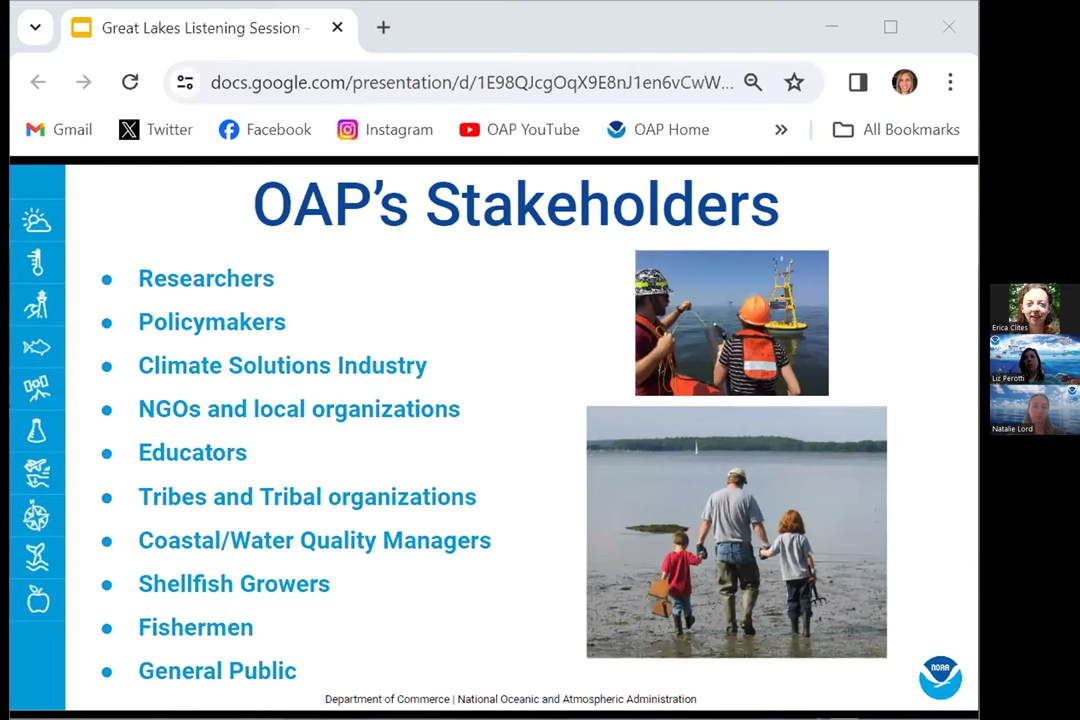 Great Lakes Listening Session -
docs.google.com/presentation/d/1E98QJcgOqX9E8nJ1en6vCwW...
Gmail
Twitter
Facebook
Instagram
OAP YouTube
OAP Home
All Bookmarks
OAP's Stakeholders
Researchers
Policymakers
Climate Solutions Industry
NGOs and local organizations
Educators
Tribes and Tribal organizations
Coastal/Water Quality Managers
Shellfish Growers
Fishermen
General Public
Department of Commerce | National Oceanic and Atmospheric Administration
NOAA
Erica Clites
Liz Perotti
Natalie Lord